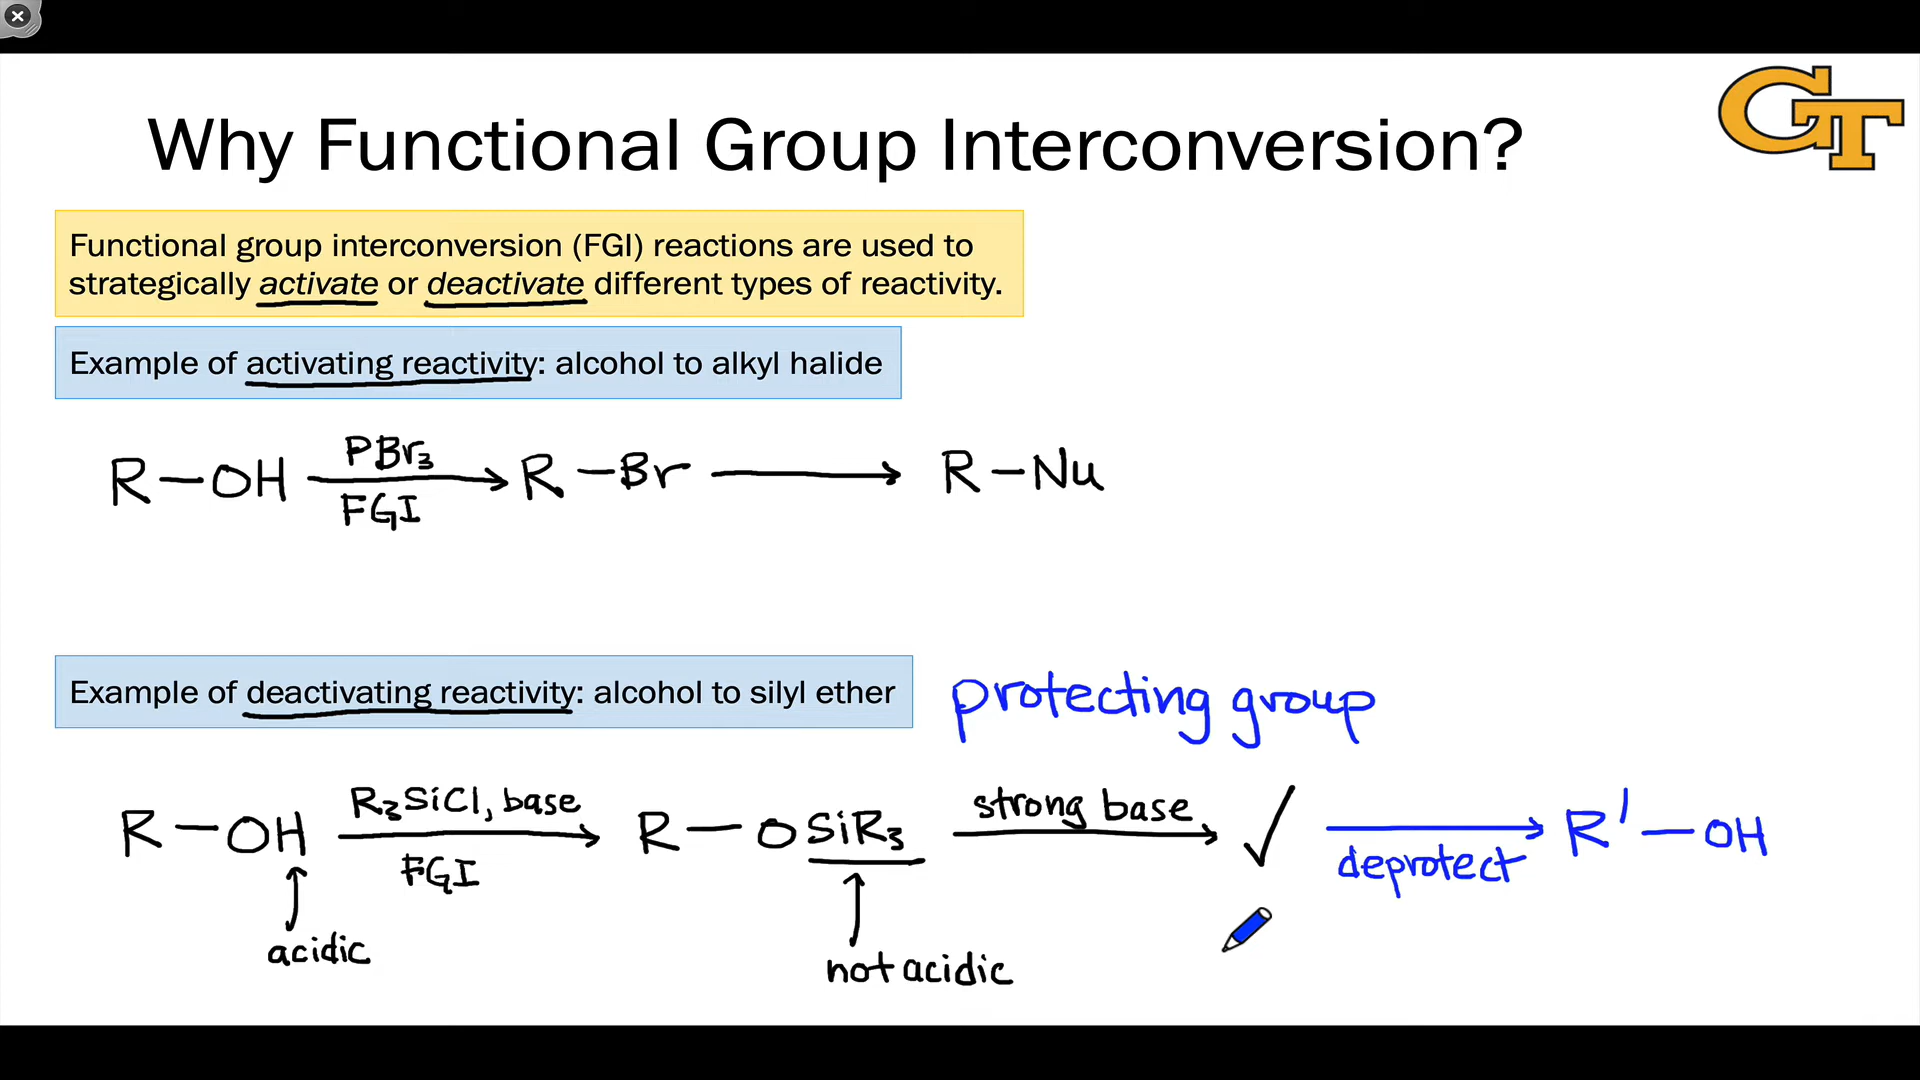 GT
Why Functional Group Interconversion?
Functional group interconversion (FGI) reactions are used to
strategically activate or deactivate different types of reactivity.
Example of activating reactivity: alcohol to alkyl halide
PBr₃
R—OH → R—Br → R—Nu
FGI
Example of deactivating reactivity: alcohol to silyl ether protecting group
R₃SiCl, base strong base
R—OH → R—OSiR₃ → ✓ → R'—OH
FGI deprotect
acidic not acidic